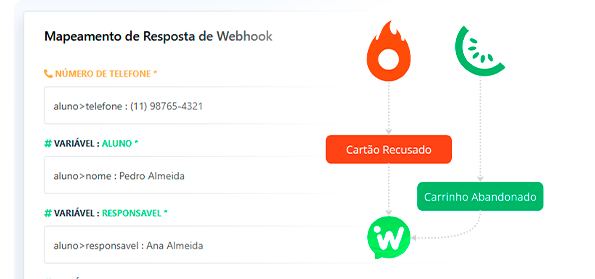 Mapeamento de Resposta de Webhook
NÚMERO DE TELEFONE *
aluno>telefone : (11) 98765-4321
# VARIÁVEL : ALUNO *
aluno>nome : Pedro Almeida
# VARIÁVEL : RESPONSAVEL *
aluno>responsavel : Ana Almeida
Cartão Recusado
Carrinho Abandonado
iW